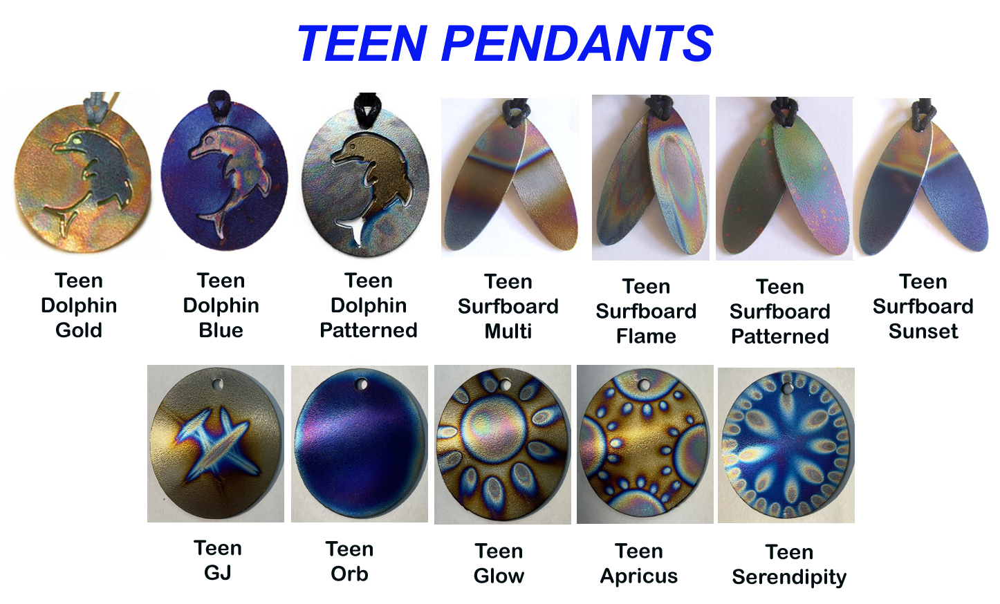 TEEN PENDANTS
Teen
Dolphin
Gold
Teen
Dolphin
Blue
Teen
Dolphin
Patterned
Teen
Surfboard
Multi
Teen
Surfboard
Flame
Teen
Surfboard
Patterned
Teen
Surfboard
Sunset
Teen
GJ
Teen
Orb
Teen
Glow
Teen
Apricus
Teen
Serendipity